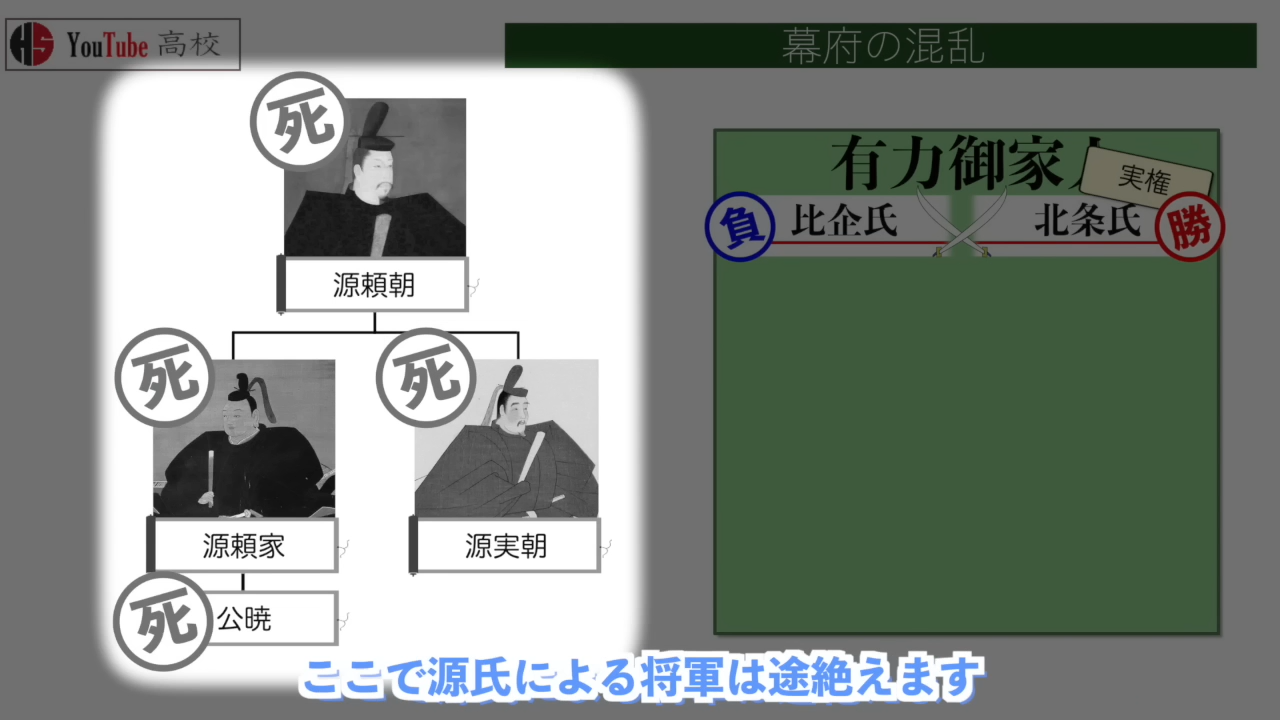 YouTube 高校
幕府の混乱
死
源頼朝
死
死
源頼家
源実朝
死
公暁
有力御家人
実権
負
比企氏
北条氏
勝
ここで源氏による将軍は途絶えます